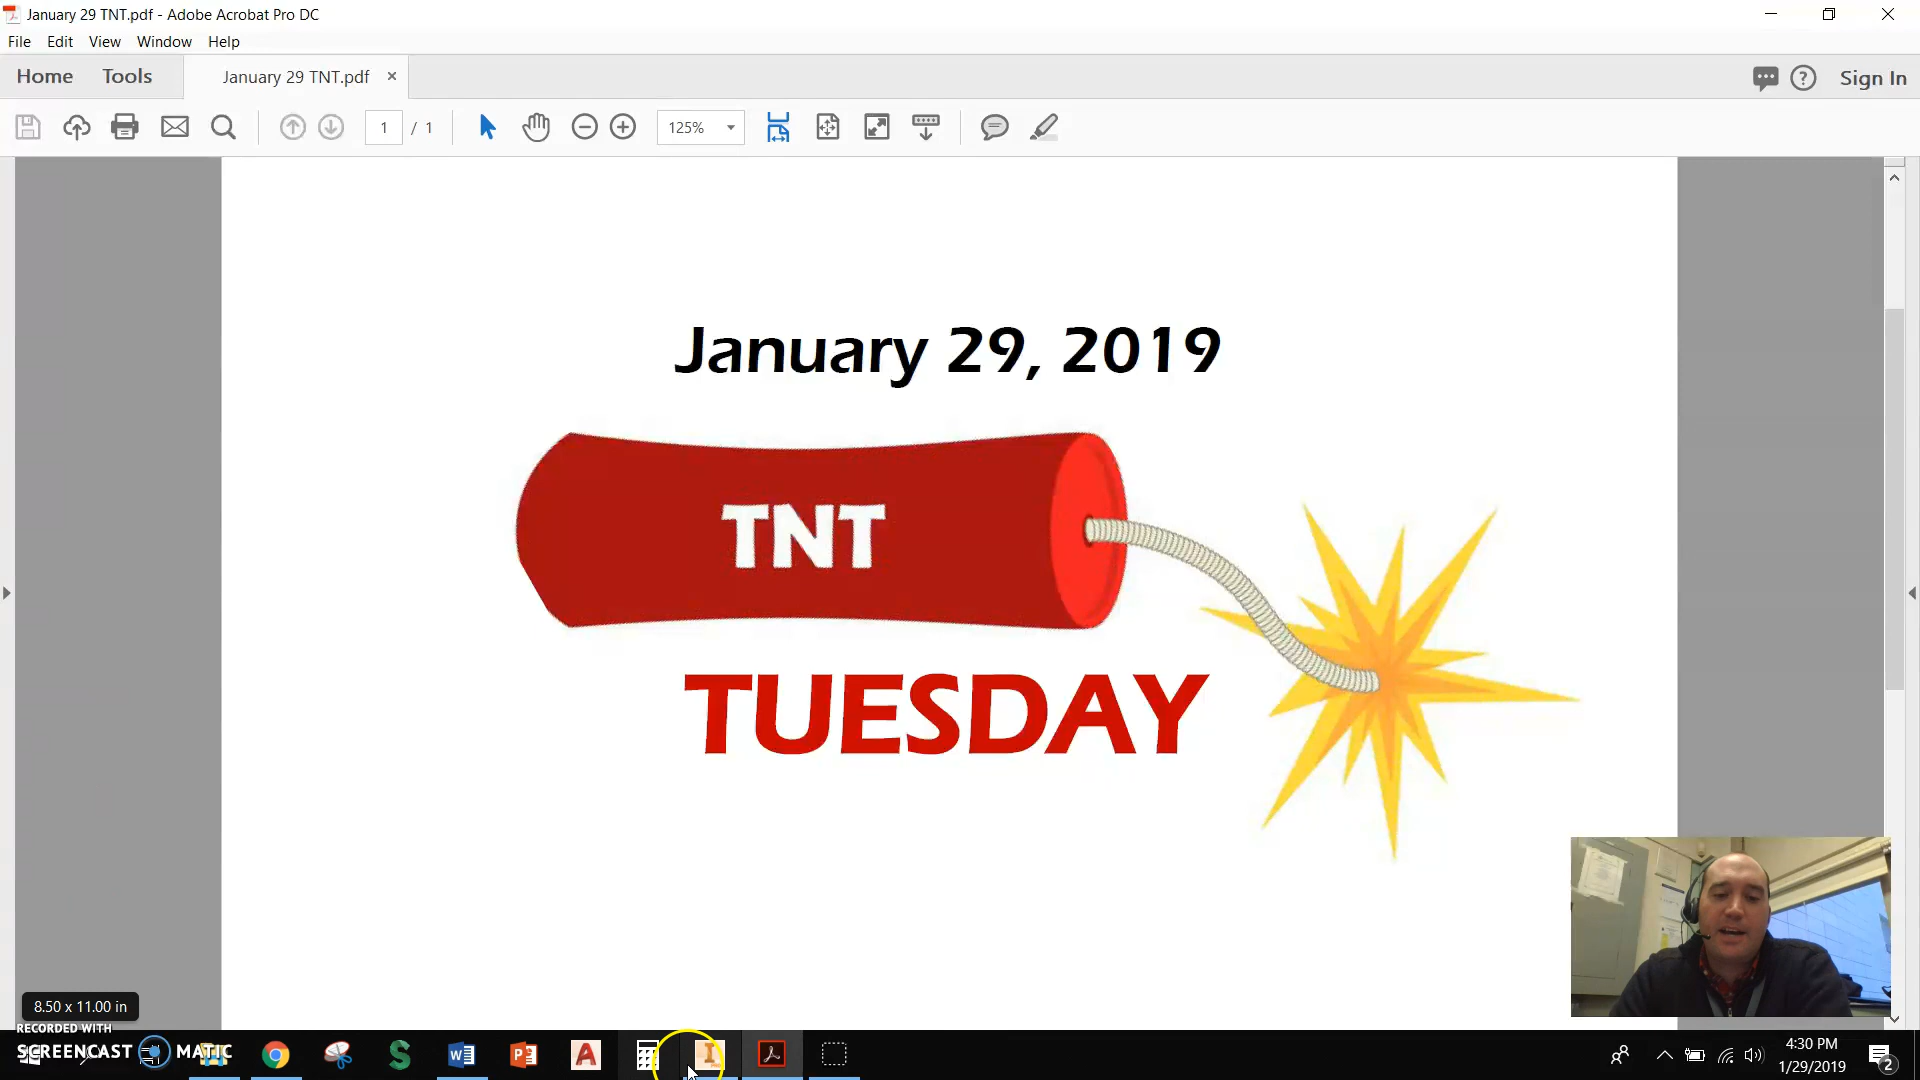 January 29 TNT.pdf - Adobe Acrobat Pro DC
File Edit View Window Help
Home Tools January 29 TNT.pdf × Sign In
1 / 1 125%
January 29, 2019
TNT
TUESDAY
8.50 x 11.00 in
RECORDED WITH
SCREENCAST MATIC
4:30 PM
1/29/2019
2